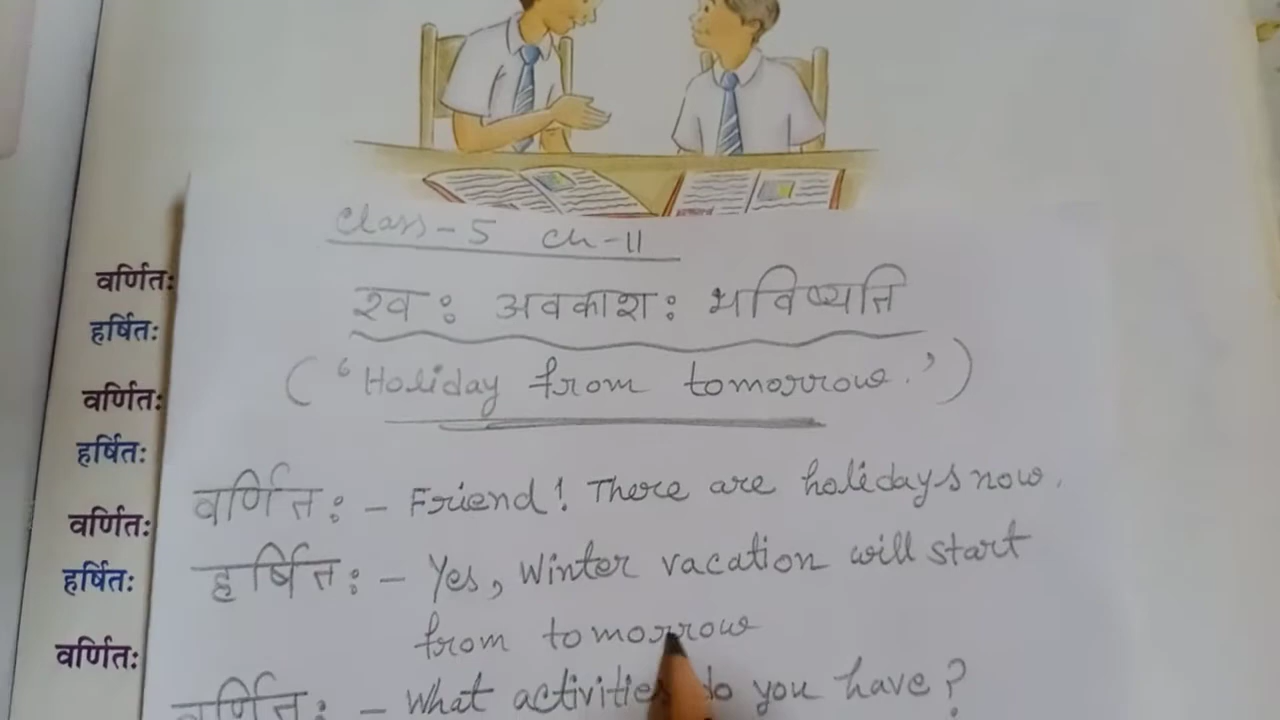 Class-5 Ch-11
श्व: अवकाश: भविष्यति
('Holiday from tomorrow.')
वर्णित: - Friend! There are holidays now.
हर्षित: - Yes, Winter vacation will start
from tomorrow
वर्णित: - What activities do you have?
वर्णित:
हर्षित:
वर्णित:
हर्षित:
वर्णित:
हर्षित:
वर्णित: